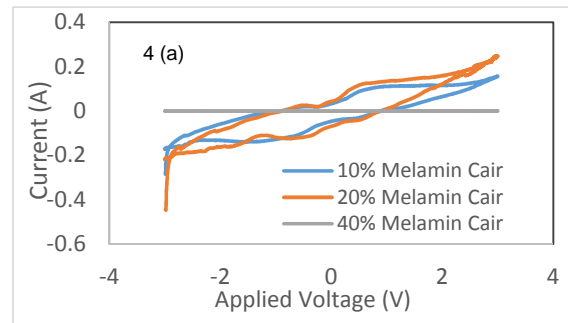 0.4
4 (a)
0.2
0
-0.2
-0.4
-0.6
Current (A)
10% Melamin Cair
20% Melamin Cair
40% Melamin Cair
-4 -2 0 2 4
Applied Voltage (V)